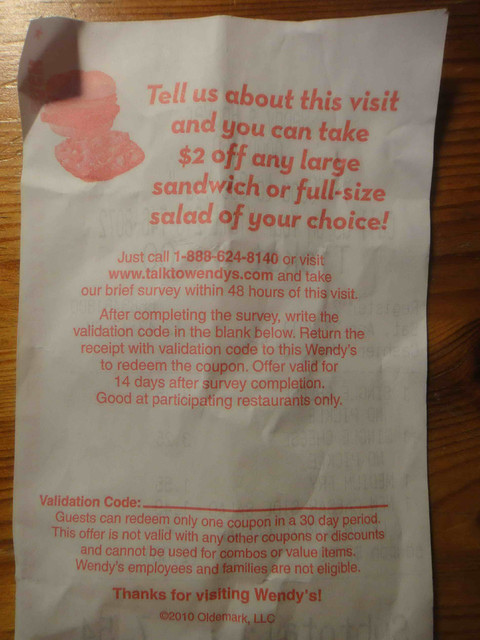 Tell us about this visit
and you can take
$2 off any large
sandwich or full-size
salad of your choice!
Just call 1-888-624-8140 or visit
www.talktowendys.com and take
our brief survey within 48 hours of this visit.
After completing the survey, write the
validation code in the blank below. Return the
receipt with validation code to this Wendy's
to redeem the coupon. Offer valid for
14 days after survey completion.
Good at participating restaurants only.
Validation Code:
Guests can redeem only one coupon in a 30 day period.
This offer is not valid with any other coupons or discounts
and cannot be used for combos or value items.
Wendy's employees and families are not eligible.
Thanks for visiting Wendy's!
©2010 Oldemark, LLC